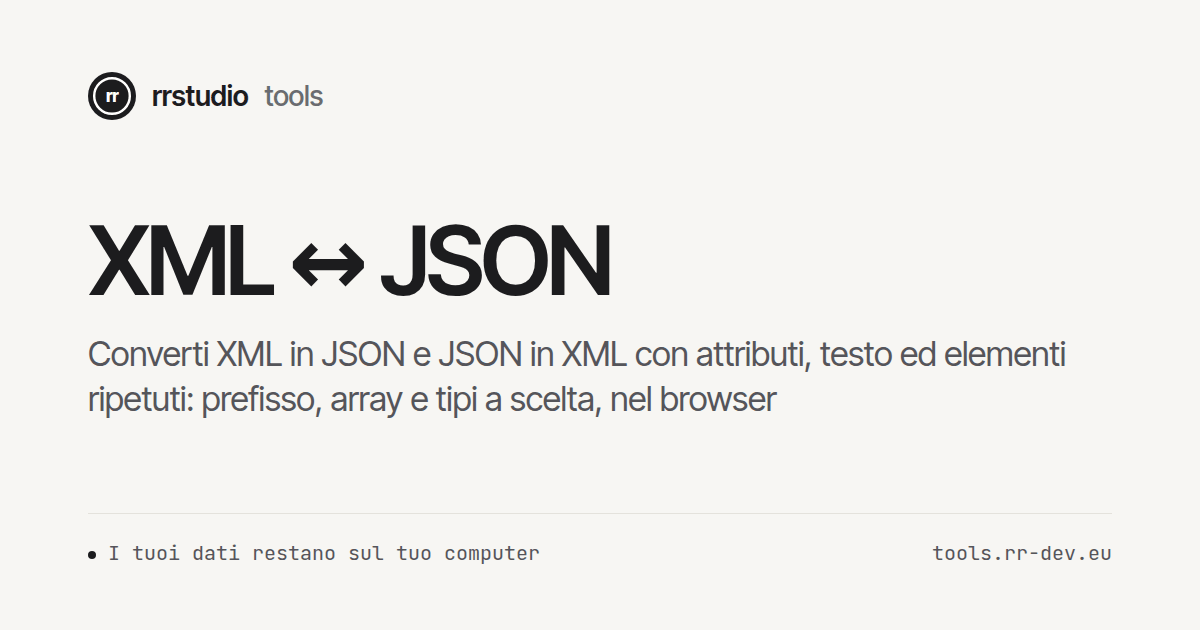 rr rrstudio tools
XML ↔ JSON
Converti XML in JSON e JSON in XML con attributi, testo ed elementi
ripetuti: prefisso, array e tipi a scelta, nel browser
• I tuoi dati restano sul tuo computer
tools.rr-dev.eu